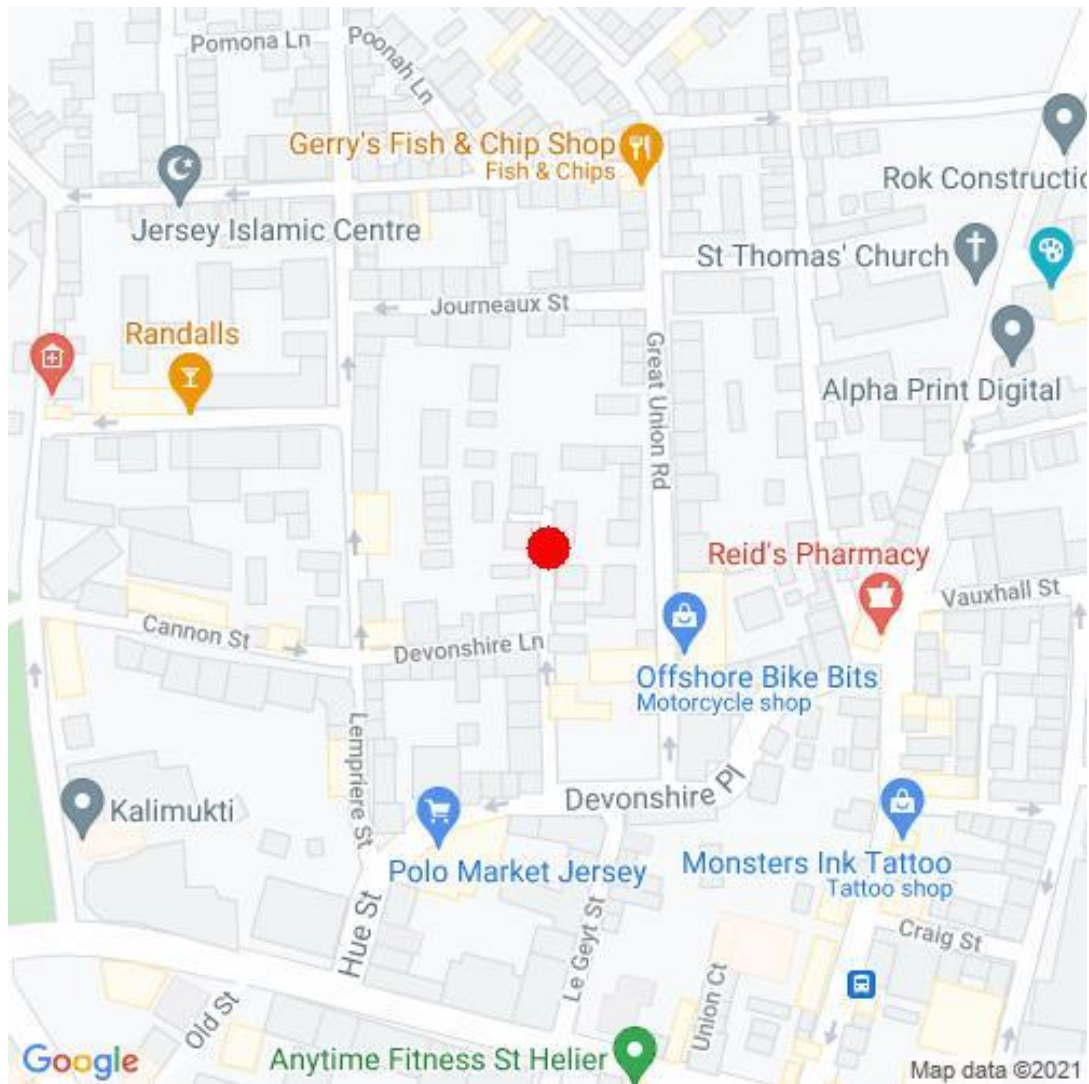 Pomona Ln
Poonah Ln
Gerry's Fish & Chip Shop
Fish & Chips
Rok Constructio
Jersey Islamic Centre
St Thomas' Church
Journeaux St
Randalls
Great Union Rd
Alpha Print Digital
Reid's Pharmacy
Vauxhall St
Cannon St
Devonshire Ln
Offshore Bike Bits
Motorcycle shop
Lempriere St
Devonshire Pl
Kalimukti
Polo Market Jersey
Monsters Ink Tattoo
Tattoo shop
Hue St
Le Geyt St
Craig St
Union Ct
Old St
Anytime Fitness St Helier
Google
Map data ©2021